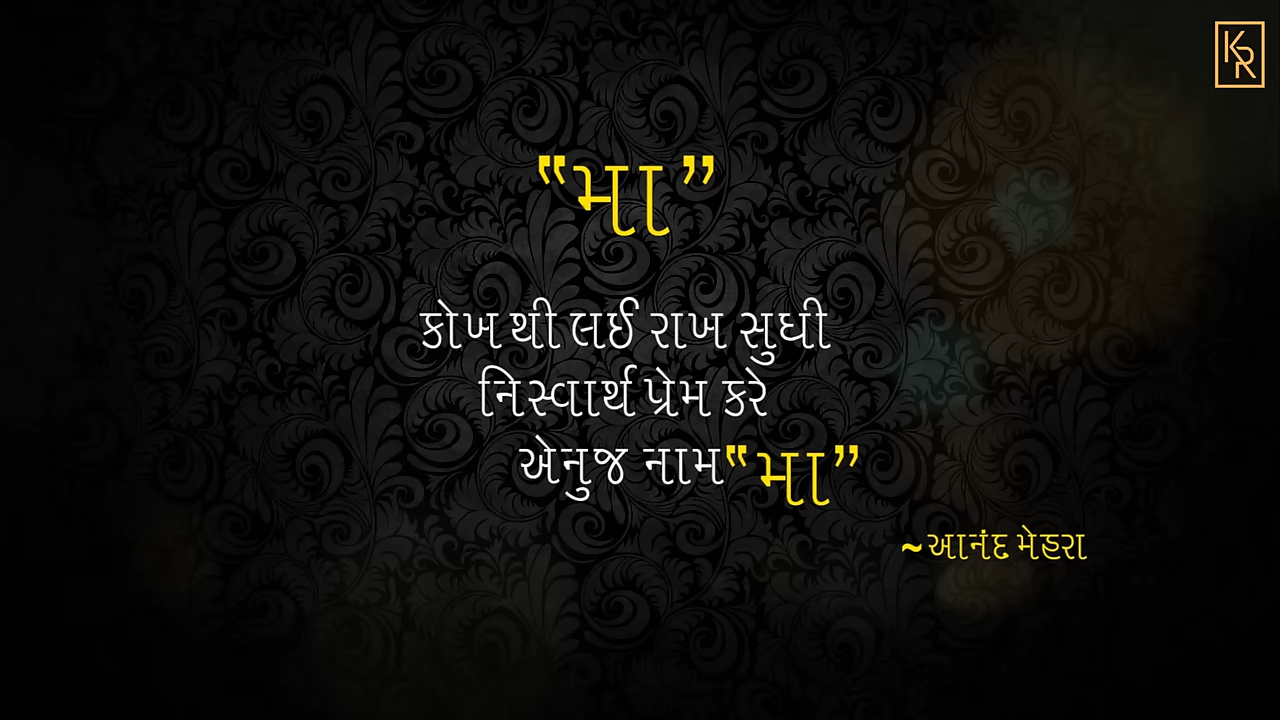 KR
“મા”
કોખ થી લઈ રાખ સુધી
નિસ્વાર્થ પ્રેમ કરે
એનુજ નામ “મા”
~આનંદ મેહરા